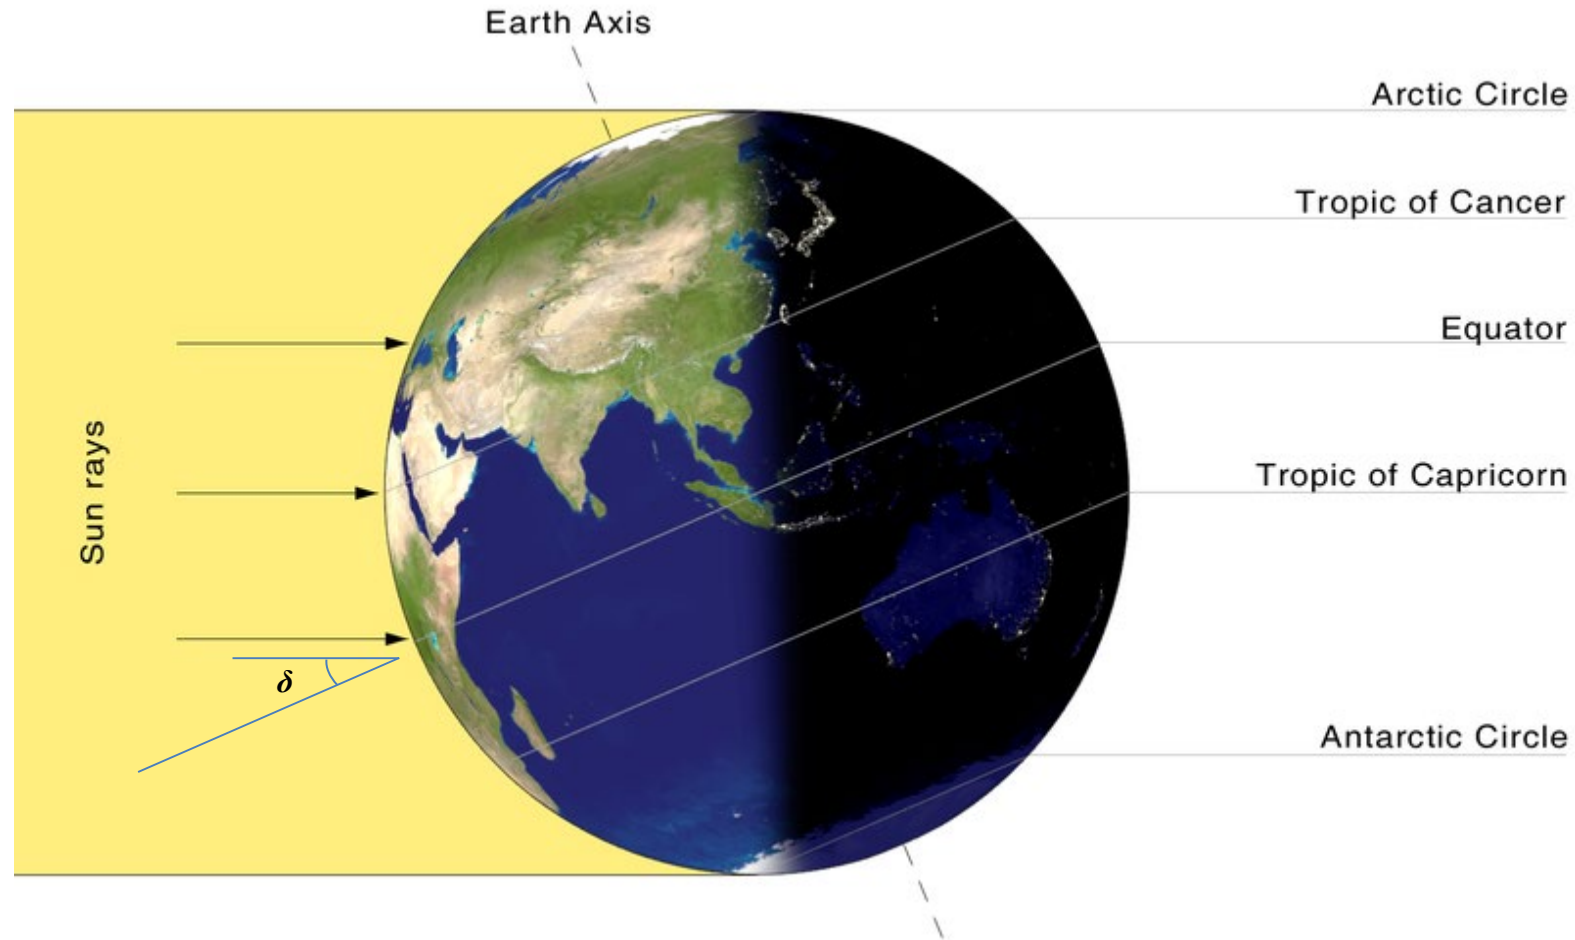 Earth Axis
Arctic Circle
Tropic of Cancer
Equator
Sun rays
Tropic of Capricorn
δ
Antarctic Circle